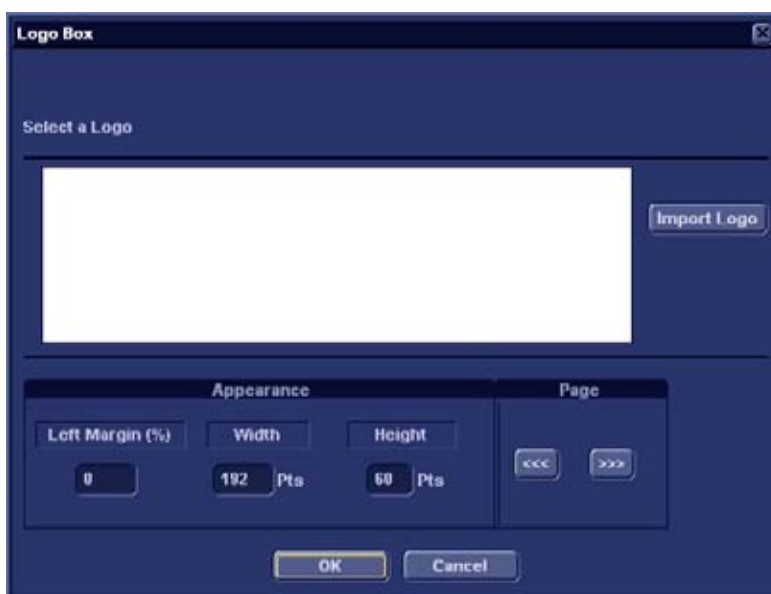 Logo Box
Select a Logo
Import Logo
Appearance
Page
Left Margin (%)
Width
Height
0
192 Pts
60 Pts
<<<
>>>
OK
Cancel